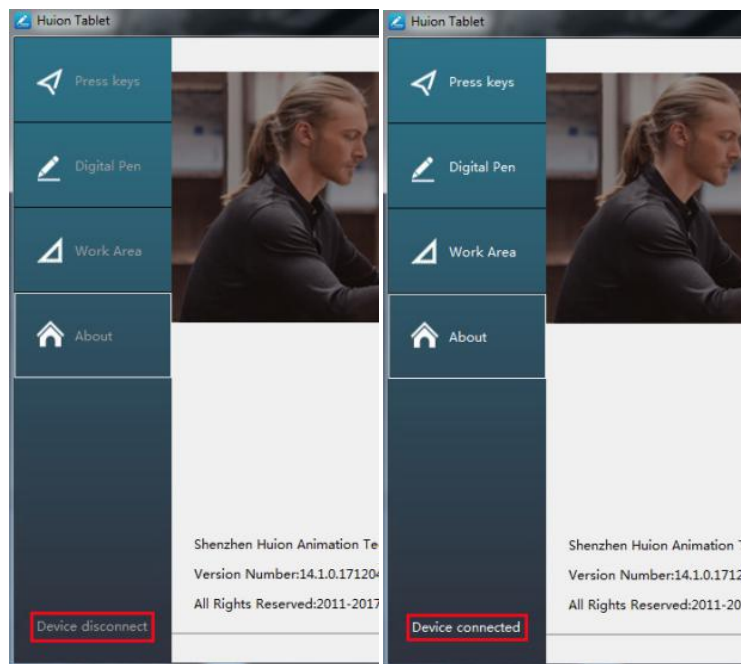 Huion Tablet
Press keys
Digital Pen
Work Area
About
Shenzhen Huion Animation Te
Version Number:14.1.0.171204
All Rights Reserved:2011-2017
Device disconnect
Huion Tablet
Press keys
Digital Pen
Work Area
About
Shenzhen Huion Animation
Version Number:14.1.0.1712
All Rights Reserved:2011-20
Device connected